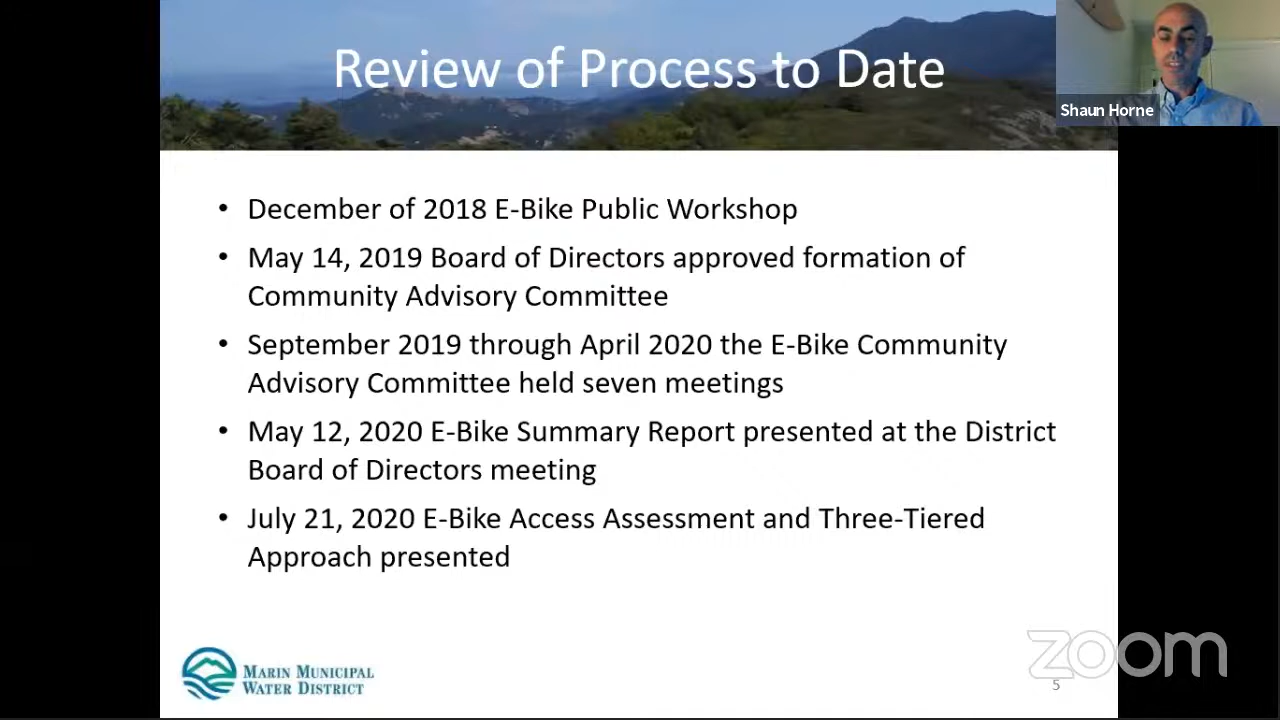 Review of Process to Date
Shaun Horne
• December of 2018 E-Bike Public Workshop
• May 14, 2019 Board of Directors approved formation of
Community Advisory Committee
• September 2019 through April 2020 the E-Bike Community
Advisory Committee held seven meetings
• May 12, 2020 E-Bike Summary Report presented at the District
Board of Directors meeting
• July 21, 2020 E-Bike Access Assessment and Three-Tiered
Approach presented
MARIN MUNICIPAL
WATER DISTRICT
zoom
5